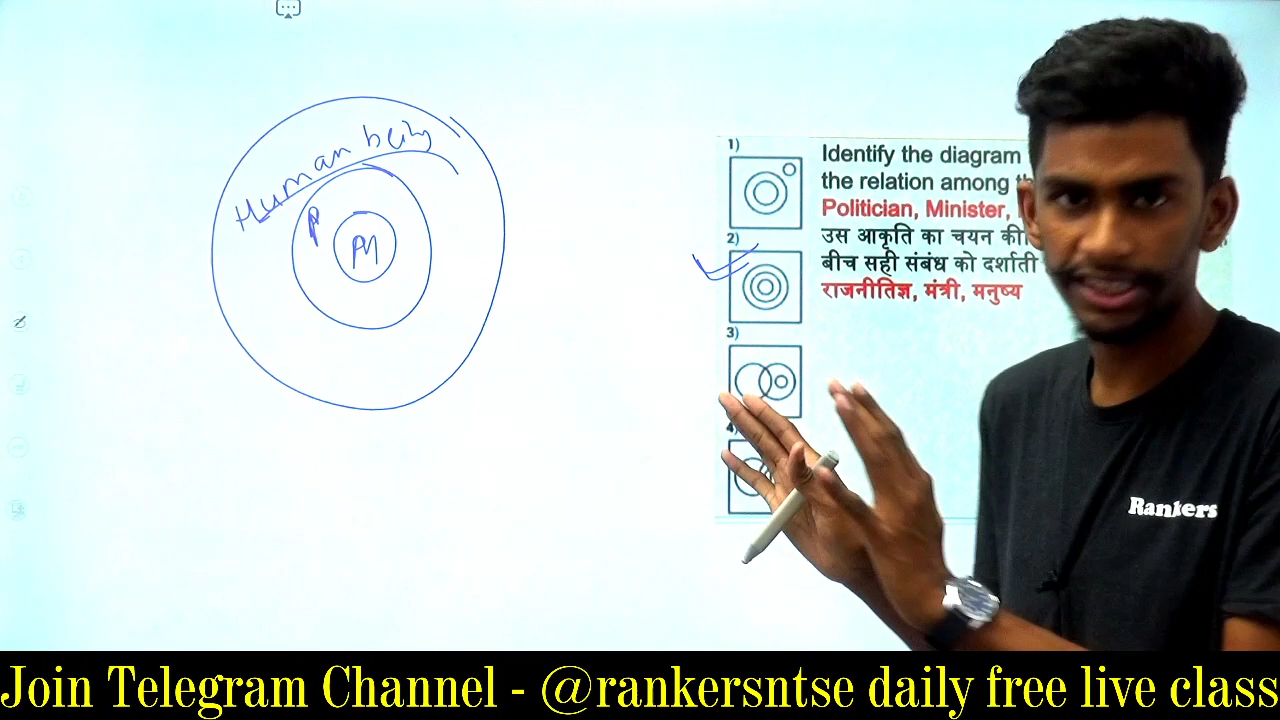 Human being
P
M
1)
Identify the diagram
the relation among
Politician, Minister,
2)
उस आकृति का चयन
बीच सही संबंध को दर्शाती
राजनीतिज्ञ, मंत्री, मनुष्य
3)
4)
Rankers
Join Telegram Channel - @rankersntse daily free live class